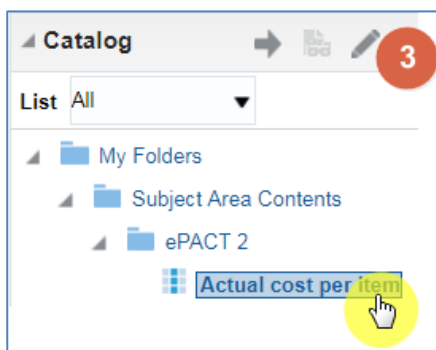 Catalog
3
List All
My Folders
Subject Area Contents
ePACT 2
Actual cost per item